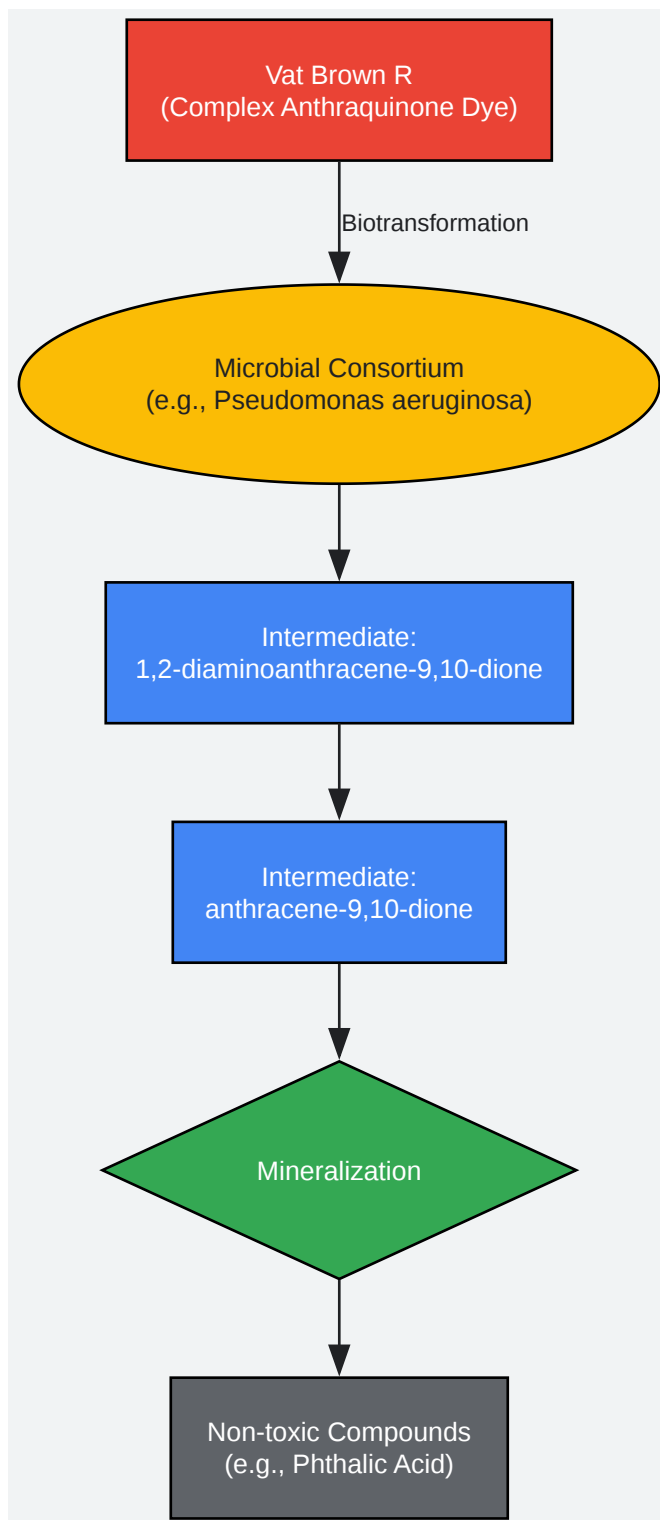 Vat Brown R
(Complex Anthraquinone Dye)
Biotransformation
Microbial Consortium
(e.g., Pseudomonas aeruginosa)
Intermediate:
1,2-diaminoanthracene-9,10-dione
Intermediate:
anthracene-9,10-dione
Mineralization
Non-toxic Compounds
(e.g., Phthalic Acid)